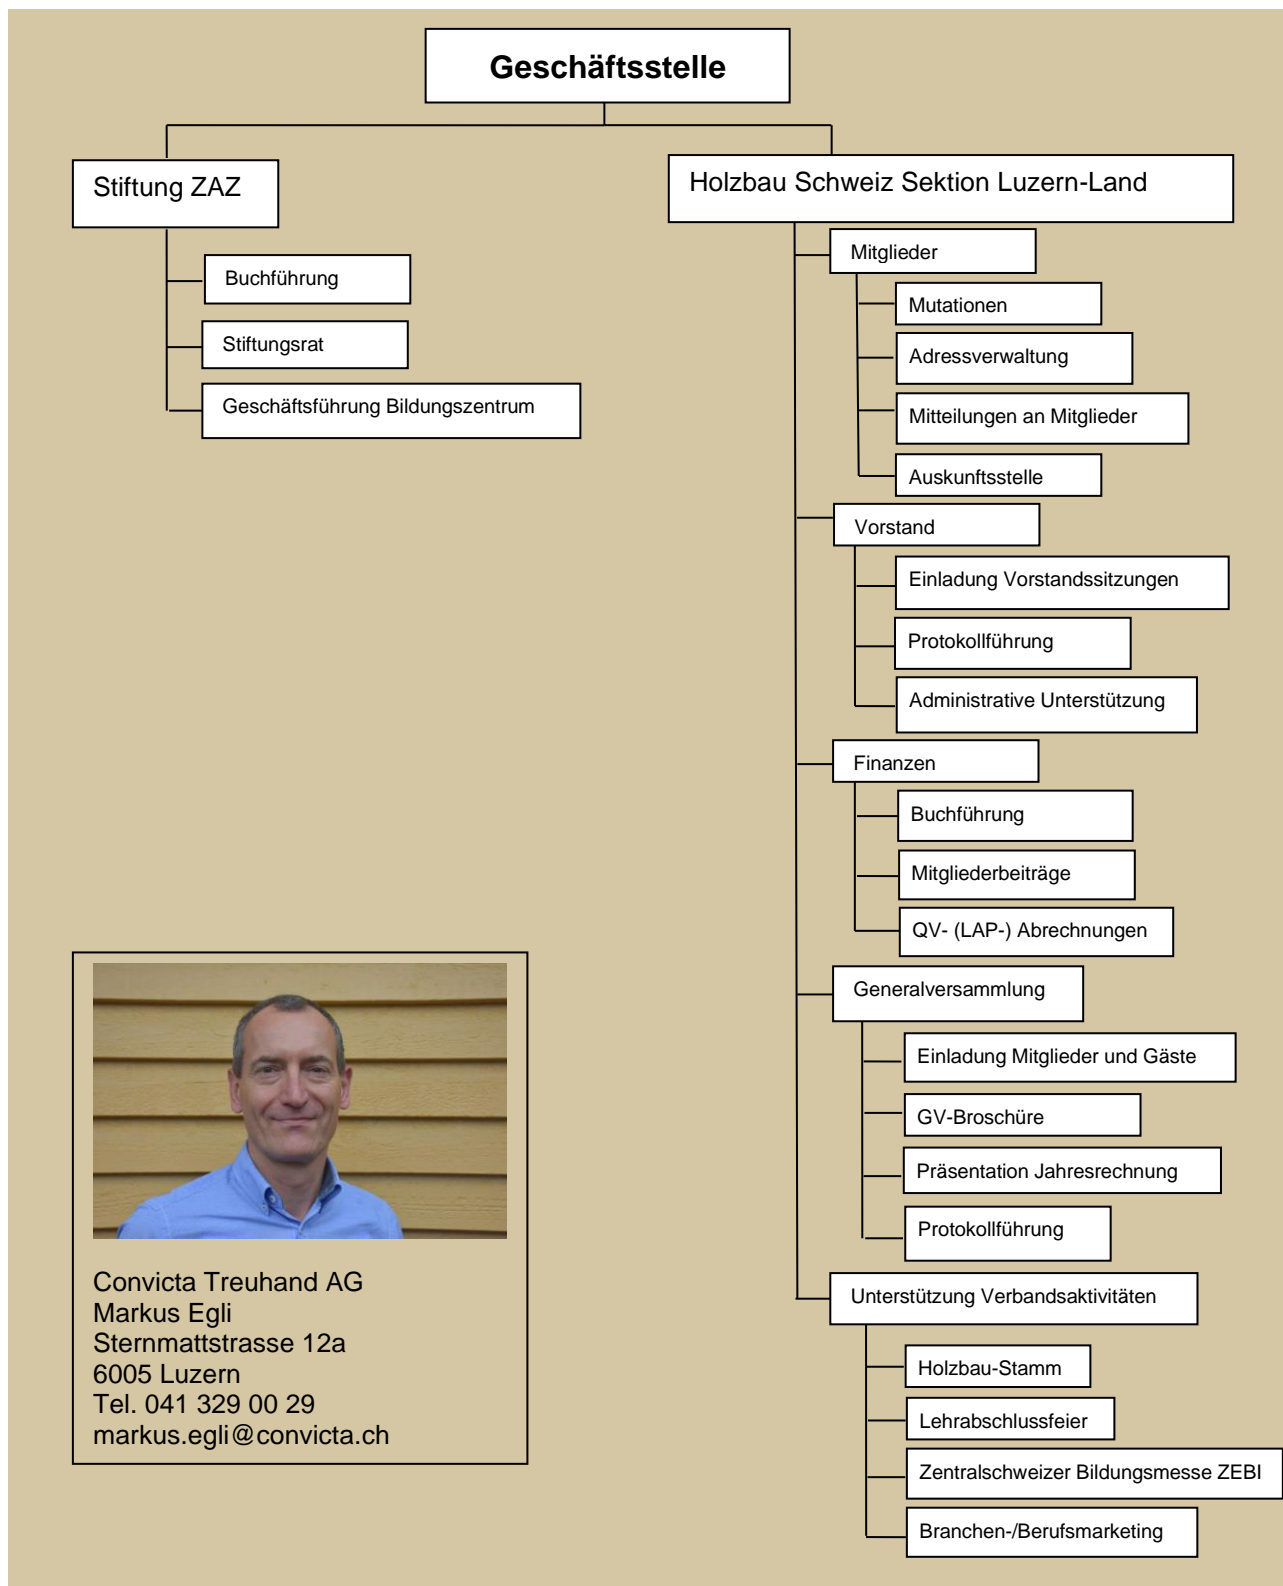 Geschäftsstelle
Stiftung ZAZ
Buchführung
Stiftungsrat
Geschäftsführung Bildungszentrum
Holzbau Schweiz Sektion Luzern-Land
Mitglieder
Mutationen
Adressverwaltung
Mitteilungen an Mitglieder
Auskunftsstelle
Vorstand
Einladung Vorstandssitzungen
Protokollführung
Administrative Unterstützung
Finanzen
Buchführung
Mitgliederbeiträge
QV- (LAP-) Abrechnungen
Generalversammlung
Einladung Mitglieder und Gäste
GV-Broschüre
Präsentation Jahresrechnung
Protokollführung
Unterstützung Verbandsaktivitäten
Holzbau-Stamm
Lehrabschlussfeier
Zentralschweizer Bildungsmesse ZEBI
Branchen-/Berufsmarketing
Convicta Treuhand AG
Markus Egli
Sternmattstrasse 12a
6005 Luzern
Tel. 041 329 00 29
markus.egli@convicta.ch